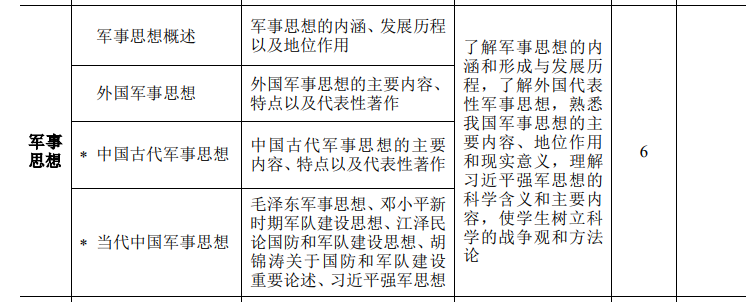 军事
思想
军事思想概述
军事思想的内涵、发展历程
以及地位作用
外国军事思想
外国军事思想的主要内容、
特点以及代表性著作
* 中国古代军事思想
中国古代军事思想的主要
内容、特点以及代表性著作
* 当代中国军事思想
毛泽东军事思想、邓小平新
时期军队建设思想、江泽民
论国防和军队建设思想、胡
锦涛关于国防和军队建设
重要论述、习近平强军思想
了解军事思想的内
涵和形成与发展历
程，了解外国代表
性军事思想，熟悉
我国军事思想的主
要内容、地位作用
和现实意义，理解
习近平强军思想的
科学含义和主要内
容，使学生树立科
学的战争观和方法
论
6